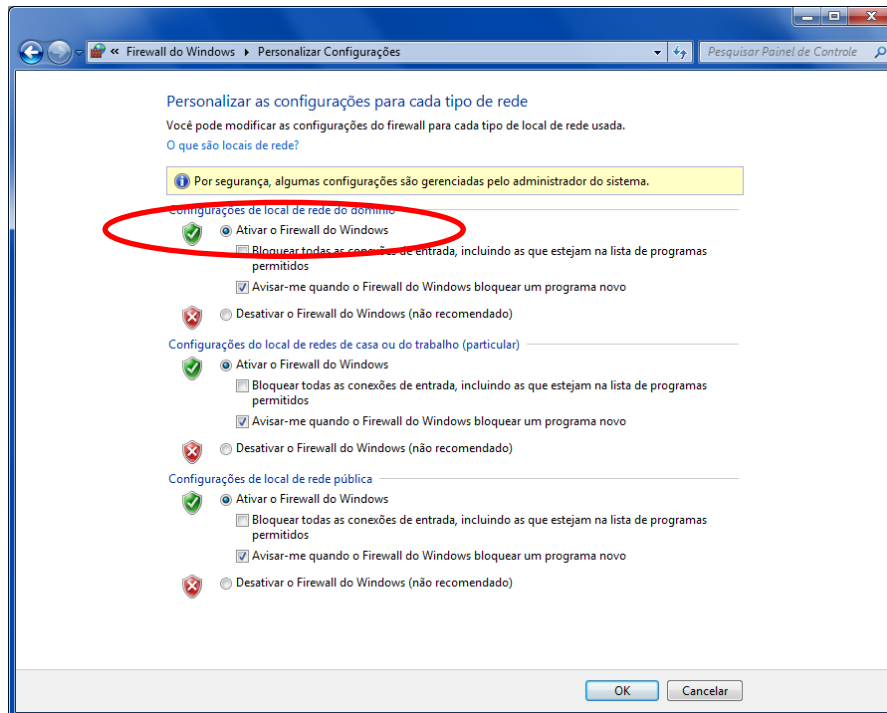 « Firewall do Windows ▸ Personalizar Configurações
Pesquisar Painel de Controle
Personalizar as configurações para cada tipo de rede
Você pode modificar as configurações do firewall para cada tipo de local de rede usada.
O que são locais de rede?
Por segurança, algumas configurações são gerenciadas pelo administrador do sistema.
Configurações de local de rede do domínio
Ativar o Firewall do Windows
Bloquear todas as conexões de entrada, incluindo as que estejam na lista de programas
permitidos
Avisar-me quando o Firewall do Windows bloquear um programa novo
Desativar o Firewall do Windows (não recomendado)
Configurações do local de redes de casa ou do trabalho (particular)
Ativar o Firewall do Windows
Bloquear todas as conexões de entrada, incluindo as que estejam na lista de programas
permitidos
Avisar-me quando o Firewall do Windows bloquear um programa novo
Desativar o Firewall do Windows (não recomendado)
Configurações de local de rede pública
Ativar o Firewall do Windows
Bloquear todas as conexões de entrada, incluindo as que estejam na lista de programas
permitidos
Avisar-me quando o Firewall do Windows bloquear um programa novo
Desativar o Firewall do Windows (não recomendado)
OK
Cancelar